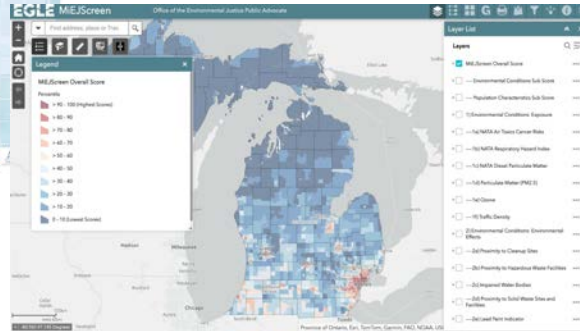 EGLE MiEJScreen
Office of the Environmental Justice Public Advocate
Find address, place or Trac
Legend
MiEJScreen Overall Score
Percentile
> 90 - 100 (Highest Scores)
> 80 - 90
> 70 - 80
> 60 - 70
> 50 - 60
> 40 - 50
> 30 - 40
> 20 - 30
> 10 - 20
0 - 10 (Lowest Scores)
Madison
Milwaukee
Chicago
Toledo
Province of Ontario, Esri, TomTom, Garmin, FAO, NOAA, USG
Layer List
Layers
MiEJScreen Overall Score
---- Environmental Conditions Sub Score
---- Population Characteristics Sub Score
1) Environmental Conditions: Exposure
----1a) NATA Air Toxics Cancer Risks
----1b) NATA Respiratory Hazard Index
----1c) NATA Diesel Particulate Matter
----1d) Particulate Matter (PM2.5)
----1e) Ozone
----1f) Traffic Density
2) Environmental Conditions: Environmental
Effects
----2a) Proximity to Cleanup Sites
----2b) Proximity to Hazardous Waste Facilities
----2c) Impaired Water Bodies
----2d) Proximity to Solid Waste Sites and
Facilities
----2e) Lead Paint Indicator